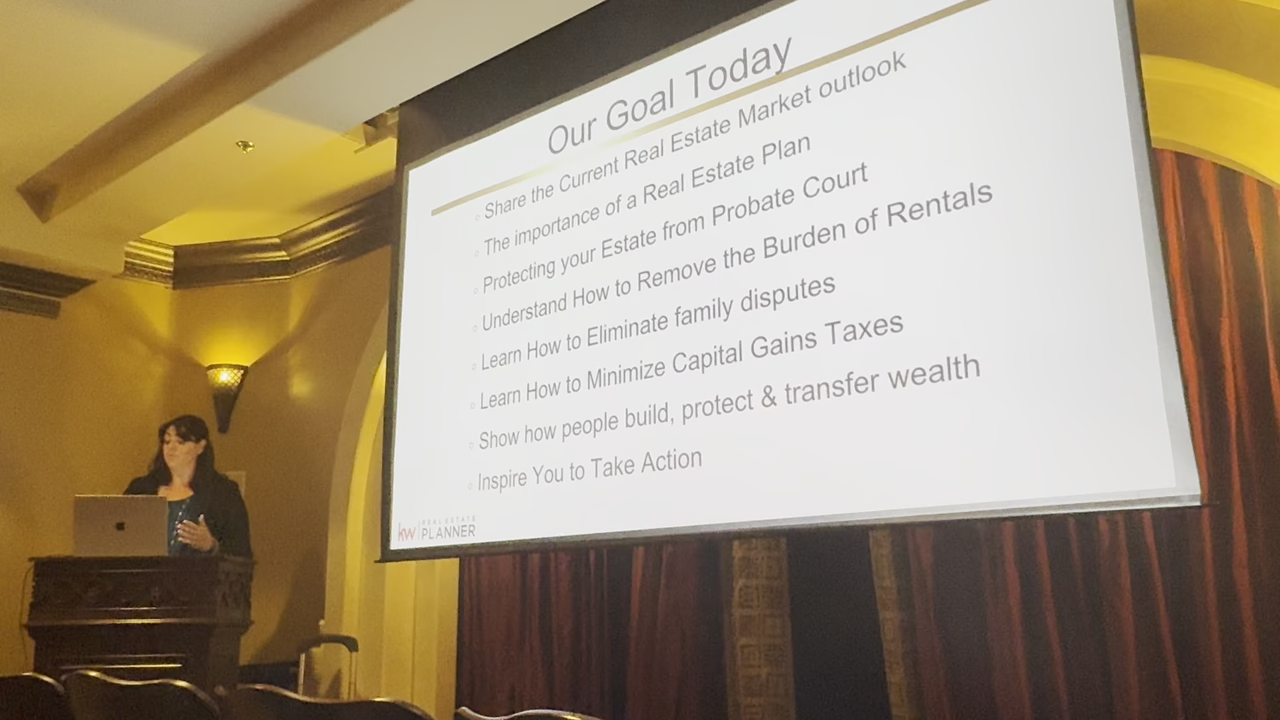 Our Goal Today
Share the Current Real Estate Market outlook
The importance of a Real Estate Plan
Protecting your Estate from Probate Court
Understand How to Remove the Burden of Rentals
Learn How to Eliminate family disputes
Learn How to Minimize Capital Gains Taxes
Show how people build, protect & transfer wealth
Inspire You to Take Action
kw REAL ESTATE
PLANNER